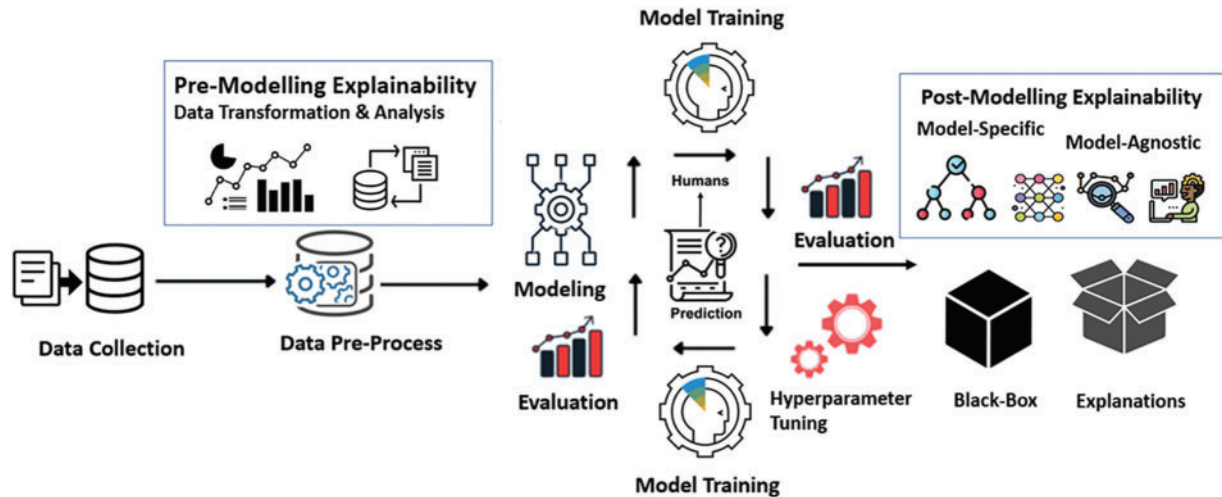 Model Training
Pre-Modelling Explainability
Data Transformation & Analysis
Post-Modelling Explainability
Model-Specific
Model-Agnostic
Humans
Evaluation
Modeling
Prediction
Data Collection
Data Pre-Process
Evaluation
Hyperparameter
Tuning
Black-Box
Explanations
Model Training